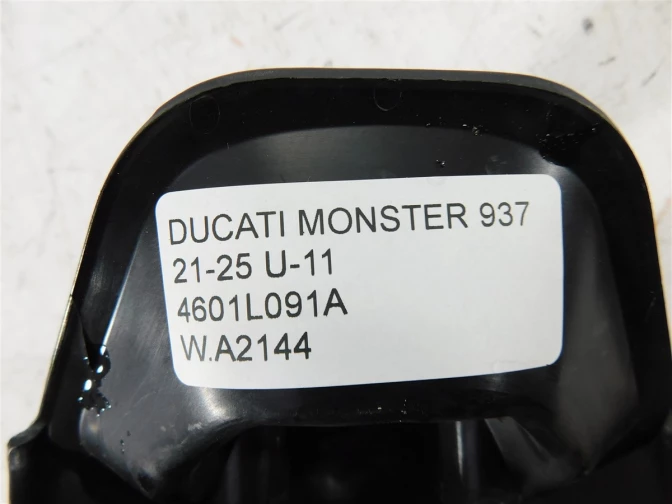 DUCATI MONSTER 937
21-25 U-11
4601L091A
W.A2144